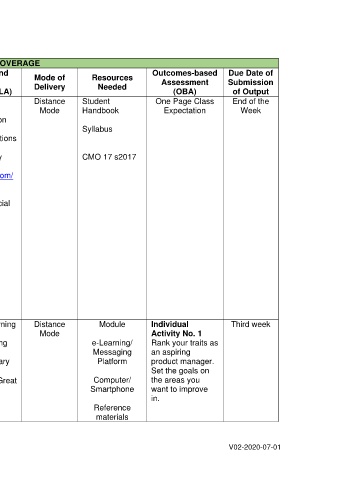 OVERAGE
nd
LA)
Mode of
Delivery
Resources
Needed
Outcomes-based
Assessment
(OBA)
Due Date of
Submission
of Output
on
tions
y
om/
cial
Distance
Mode
Student
Handbook
Syllabus
CMO 17 s2017
One Page Class
Expectation
End of the
Week
rning
ng
ary
Great
Distance
Mode
Module
e-Learning/
Messaging
Platform
Computer/
Smartphone
Reference
materials
Individual
Activity No. 1
Rank your traits as
an aspiring
product manager.
Set the goals on
the areas you
want to improve
in.
Third week
V02-2020-07-01